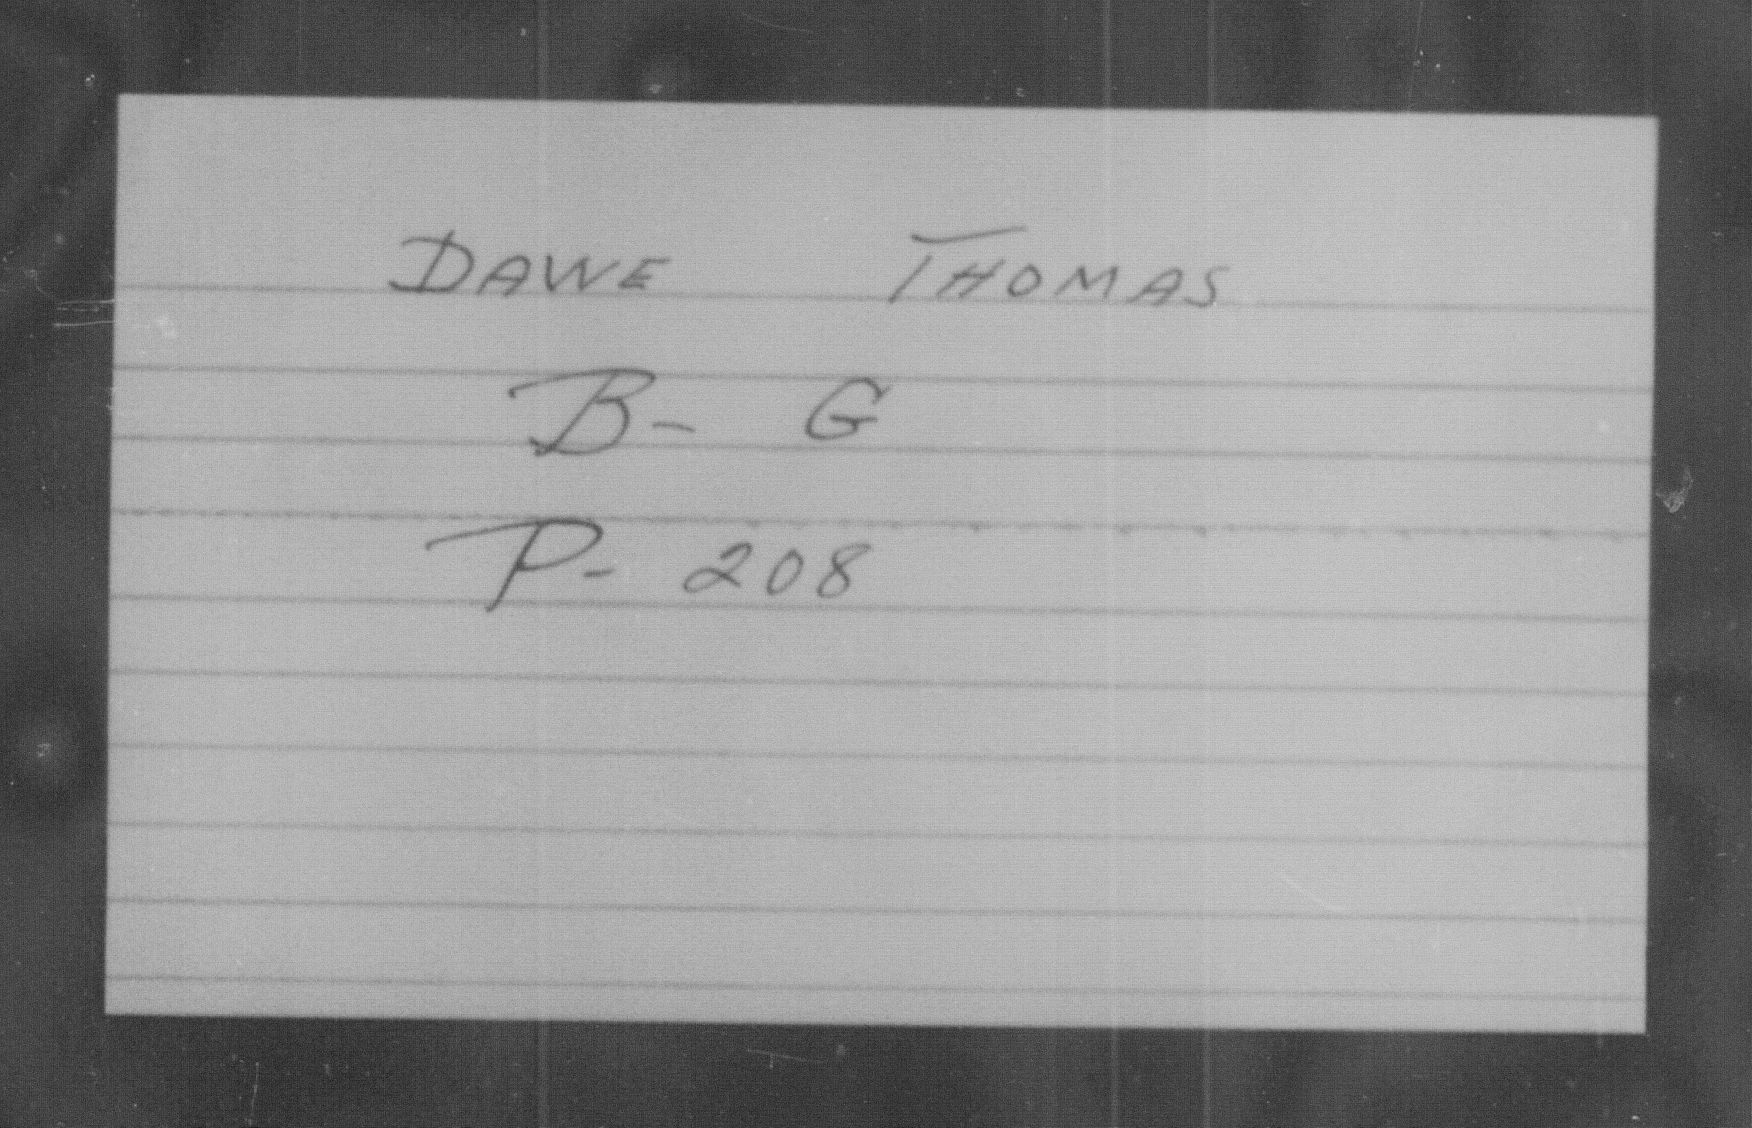 DAWE THOMAS
B- G
P- 208